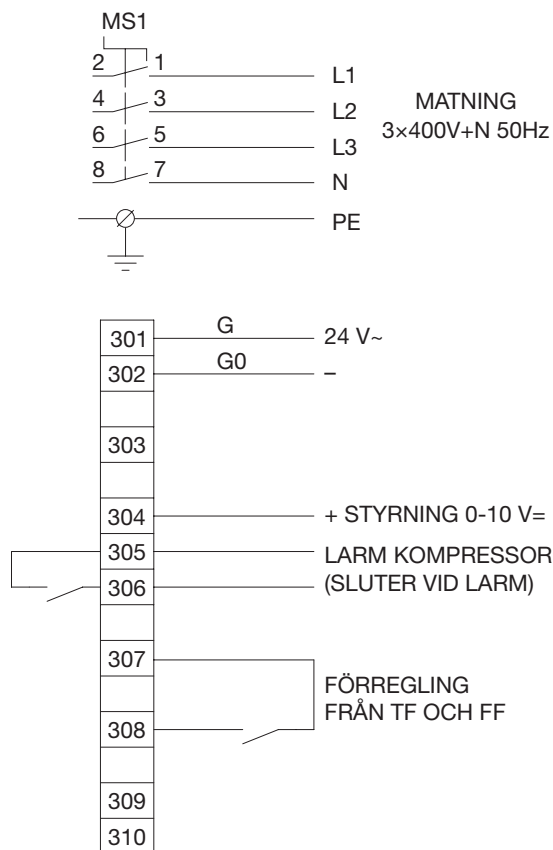 MS1
2 1 L1
4 3 L2
6 5 L3
8 7 N
MATNING
3×400V+N 50Hz
PE
301 G 24 V~
302 G0 –
303
304 + STYRNING 0-10 V=
305 LARM KOMPRESSOR
306 (SLUTER VID LARM)
307
FÖRREGLING
FRÅN TF OCH FF
308
309
310